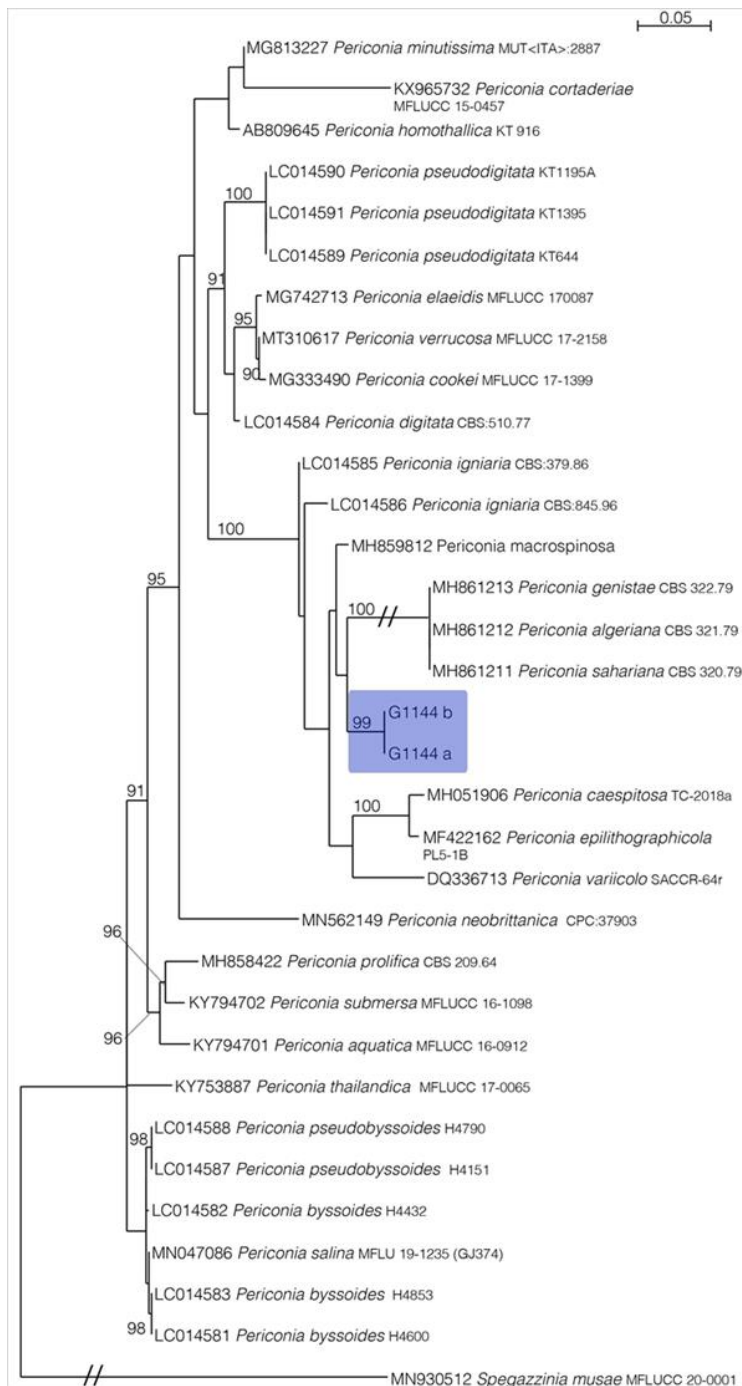 0.05
MG813227 Periconia minutissima MUT<ITA>:2887
KX965732 Periconia cortaderiae
MFLUCC 15-0457
AB809645 Periconia homothallica KT 916
LC014590 Periconia pseudodigitata KT1195A
100
LC014591 Periconia pseudodigitata KT1395
LC014589 Periconia pseudodigitata KT644
91
MG742713 Periconia elaeidis MFLUCC 170087
95
MT310617 Periconia verrucosa MFLUCC 17-2158
90
MG333490 Periconia cookei MFLUCC 17-1399
LC014584 Periconia digitata CBS:510.77
LC014585 Periconia igniaria CBS:379.86
LC014586 Periconia igniaria CBS:845.96
100
MH859812 Periconia macrospinosa
95
MH861213 Periconia genistae CBS 322.79
100
MH861212 Periconia algeriana CBS 321.79
MH861211 Periconia sahariana CBS 320.79
G1144 b
99
G1144 a
91
MH051906 Periconia caespitosa TC-2018a
100
MF422162 Periconia epilithographicola
PL5-1B
DQ336713 Periconia variicolo SACCR-64r
MN562149 Periconia neobrittanica CPC:37903
96
MH858422 Periconia prolifica CBS 209.64
KY794702 Periconia submersa MFLUCC 16-1098
96
KY794701 Periconia aquatica MFLUCC 16-0912
KY753887 Periconia thailandica MFLUCC 17-0065
LC014588 Periconia pseudobyssoides H4790
98
LC014587 Periconia pseudobyssoides H4151
LC014582 Periconia byssoides H4432
MN047086 Periconia salina MFLU 19-1235 (GJ374)
LC014583 Periconia byssoides H4853
98
LC014581 Periconia byssoides H4600
MN930512 Spegazzinia musae MFLUCC 20-0001